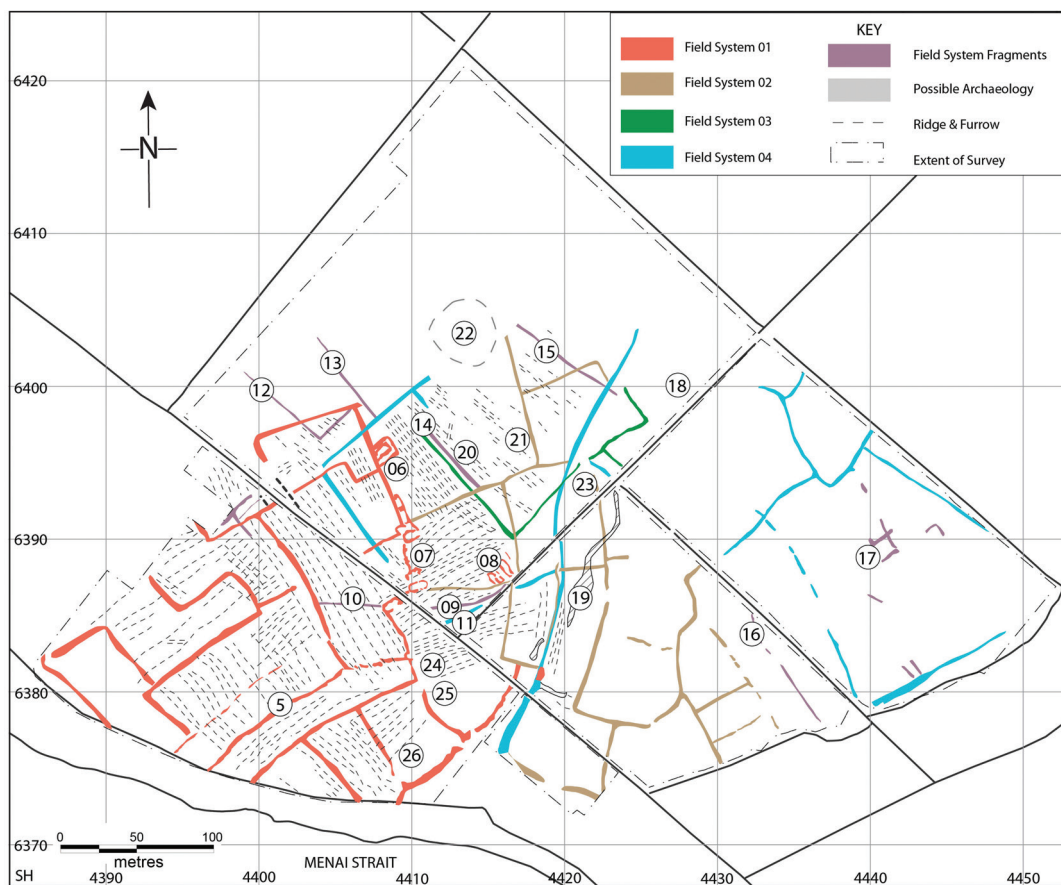 KEY
Field System 01
Field System 02
Field System 03
Field System 04
Field System Fragments
Possible Archaeology
Ridge & Furrow
Extent of Survey
N
6420
6410
6400
6390
6380
6370
22
15
13
12
18
14
20
21
06
23
07
08
19
17
10
09
11
16
24
25
5
26
0 50 100
metres
MENAI STRAIT
SH
4390
4400
4410
4420
4430
4440
4450